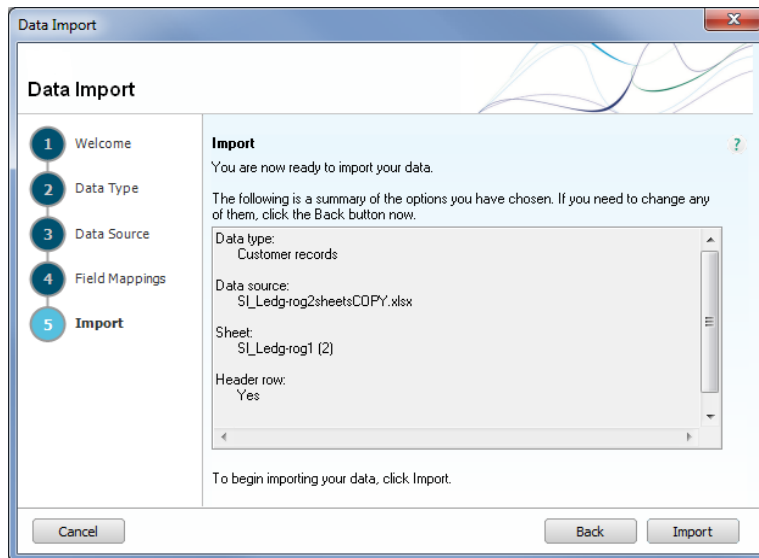 Data Import
X
Data Import
1 Welcome
2 Data Type
3 Data Source
4 Field Mappings
5 Import
Import
?
You are now ready to import your data.
The following is a summary of the options you have chosen. If you need to change any
of them, click the Back button now.
Data type:
Customer records
Data source:
SI_Ledg-rog2sheetsCOPY.xlsx
Sheet:
SI_Ledg-rog1 (2)
Header row:
Yes
To begin importing your data, click Import.
Cancel
Back
Import